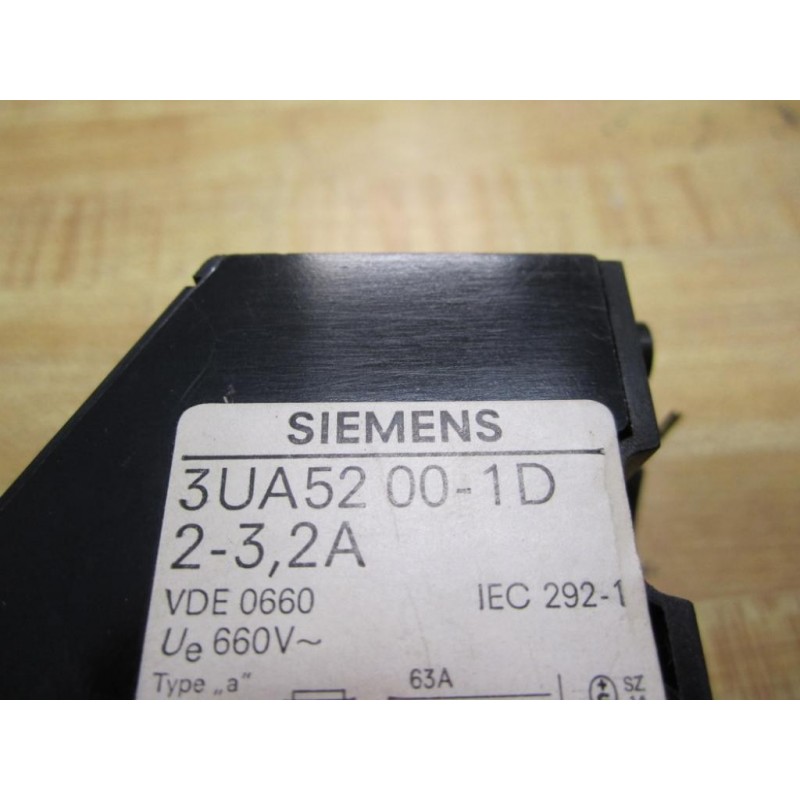 SIEMENS
3UA52 00-1D
2-3,2A
VDE 0660 IEC 292-1
Ue 660V~
Type „a" 63A SZ